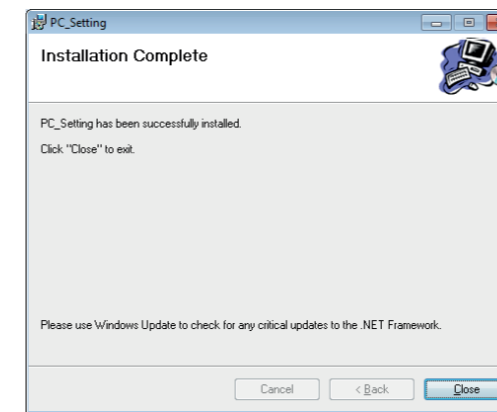 PC_Setting
Installation Complete
PC_Setting has been successfully installed.
Click "Close" to exit.
Please use Windows Update to check for any critical updates to the .NET Framework.
Cancel
< Back
Close